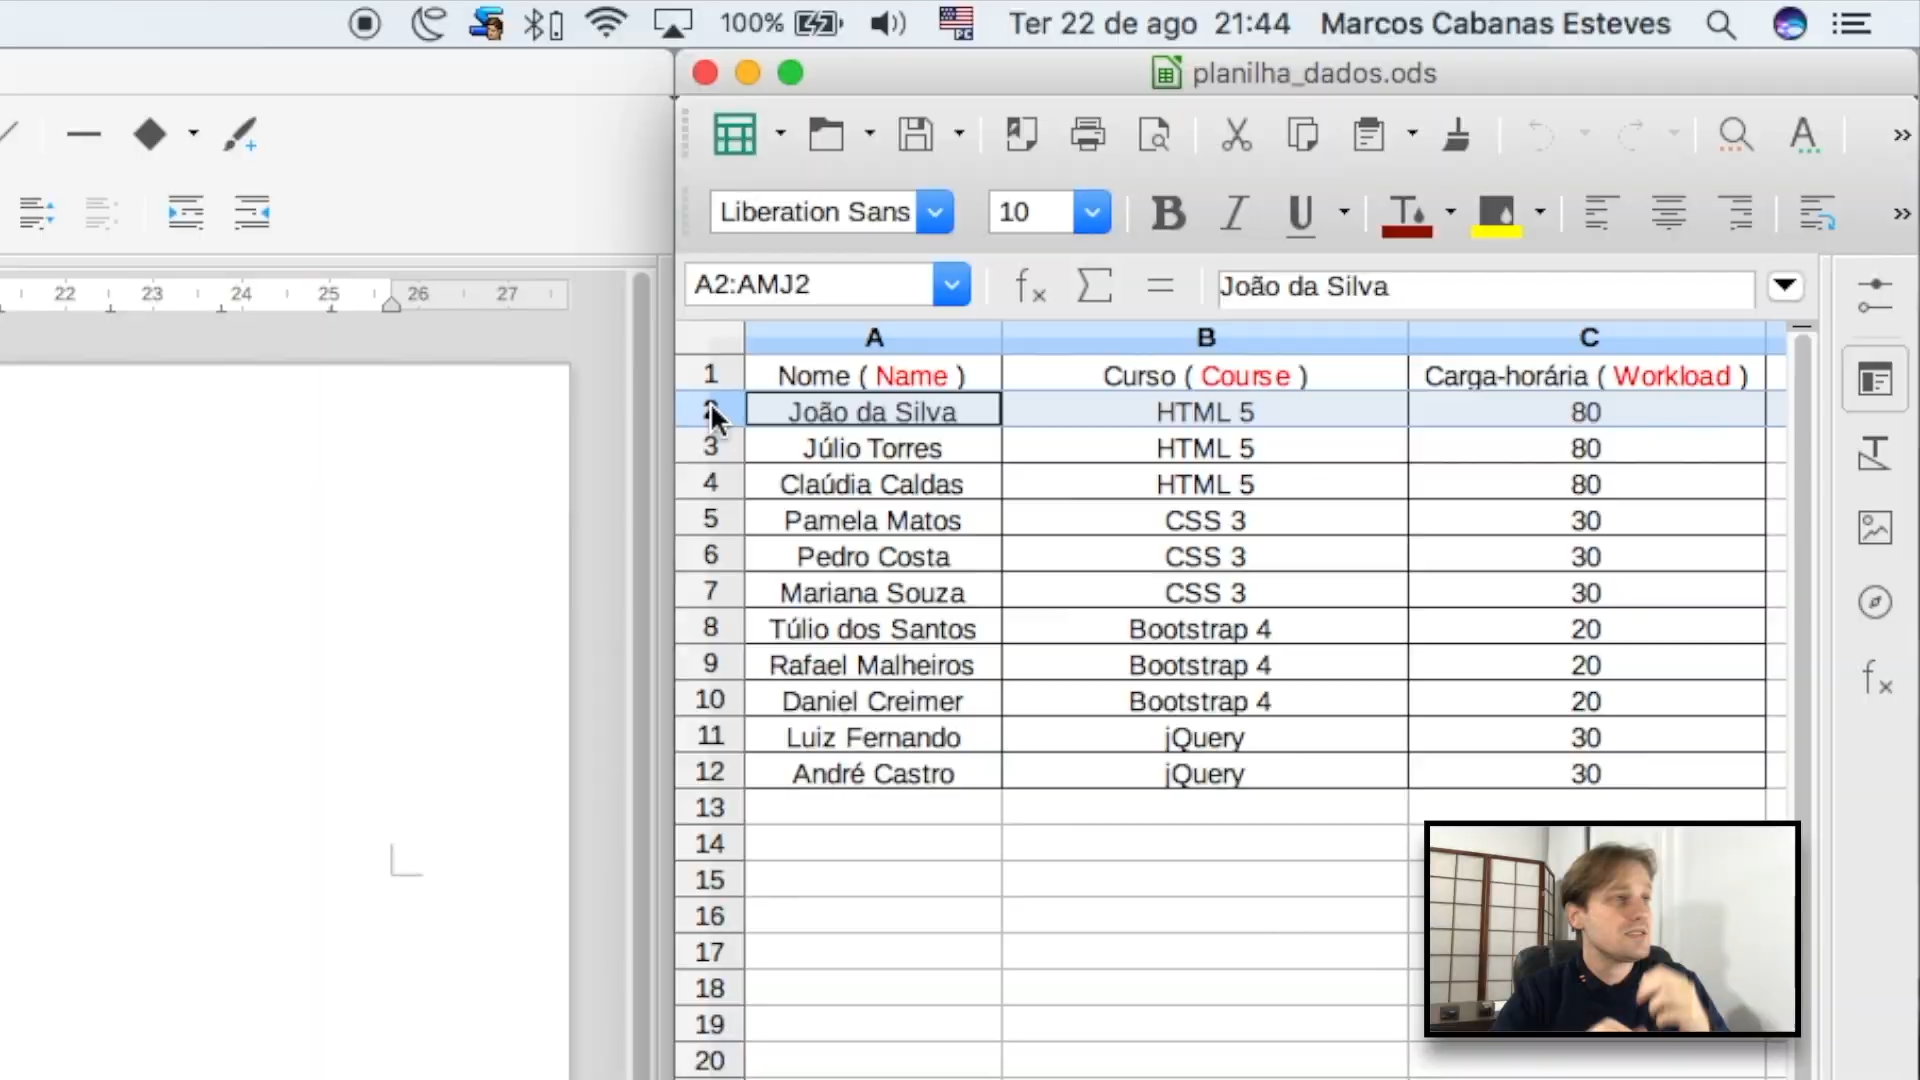 100% Ter 22 de ago 21:44 Marcos Cabanas Esteves
planilha_dados.ods
Liberation Sans 10 B I U
22 23 24 25 26 27
A2:AMJ2 fx Σ = João da Silva
A B C
1 Nome ( Name ) Curso ( Course ) Carga-horária ( Workload )
2 João da Silva HTML 5 80
3 Júlio Torres HTML 5 80
4 Claúdia Caldas HTML 5 80
5 Pamela Matos CSS 3 30
6 Pedro Costa CSS 3 30
7 Mariana Souza CSS 3 30
8 Túlio dos Santos Bootstrap 4 20
9 Rafael Malheiros Bootstrap 4 20
10 Daniel Creimer Bootstrap 4 20
11 Luiz Fernando jQuery 30
12 André Castro jQuery 30
13
14
15
16
17
18
19
20